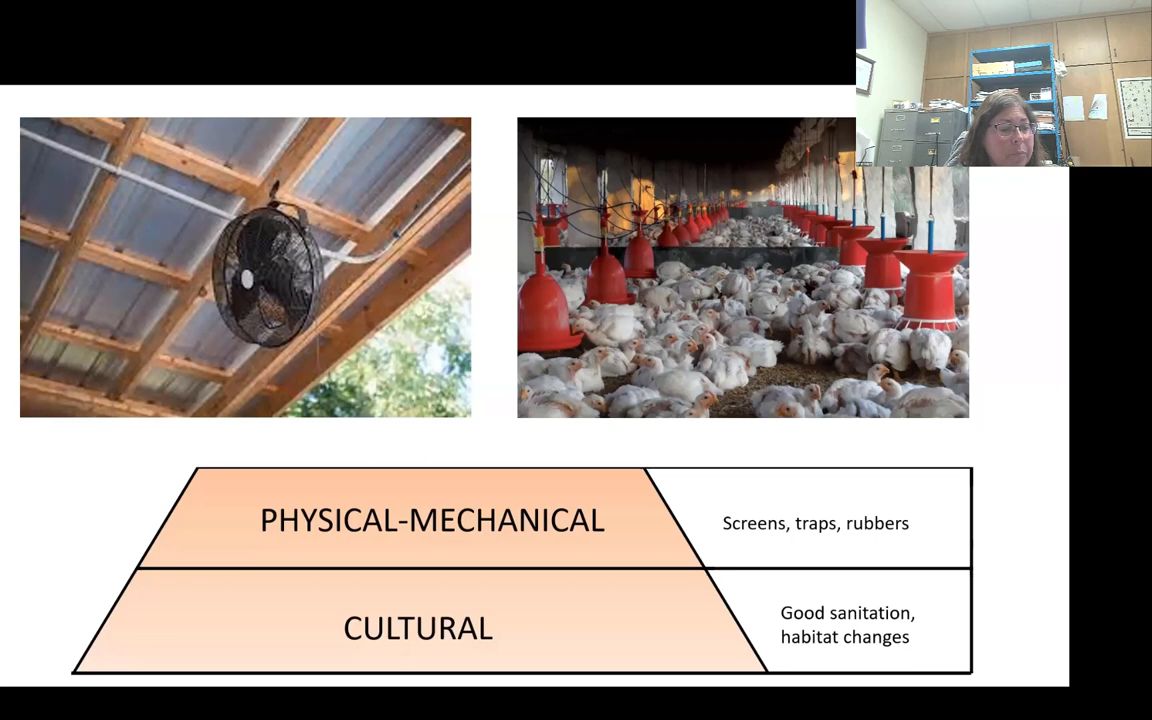 PHYSICAL-MECHANICAL
Screens, traps, rubbers
CULTURAL
Good sanitation,
habitat changes